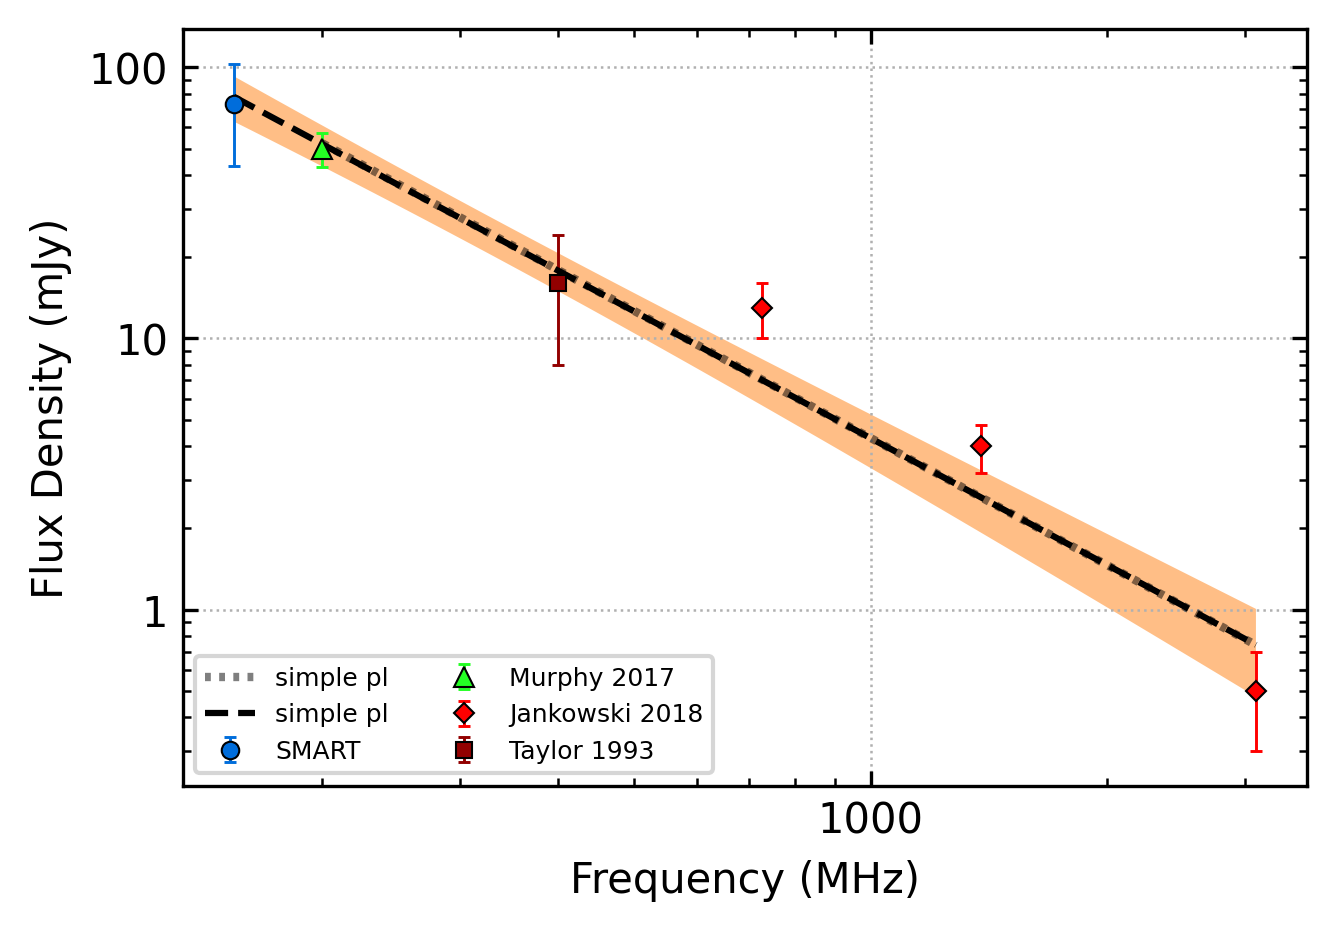 100
10
1
Flux Density (mJy)
simple pl
simple pl
SMART
Murphy 2017
Jankowski 2018
Taylor 1993
1000
Frequency (MHz)